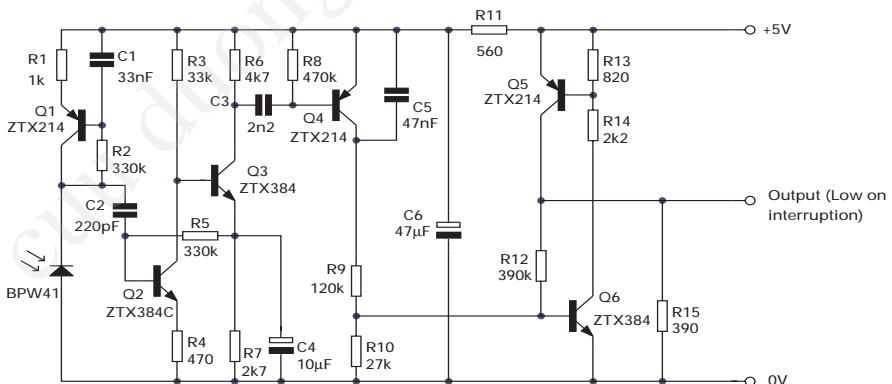 R11
560
+5V
R1
1k
C1
33nF
R3
33k
R6
4k7
R8
470k
R13
820
Q5
ZTX214
C3
2n2
Q4
ZTX214
C5
47nF
Q1
ZTX214
R14
2k2
R2
330k
Q3
ZTX384
Output (Low on
interruption)
C2
220pF
R5
330k
C6
47µF
R12
390k
R9
120k
BPW41
Q2
ZTX384C
Q6
ZTX384
R15
390
R4
470
R7
2k7
C4
10µF
R10
27k
0V
cuu duong